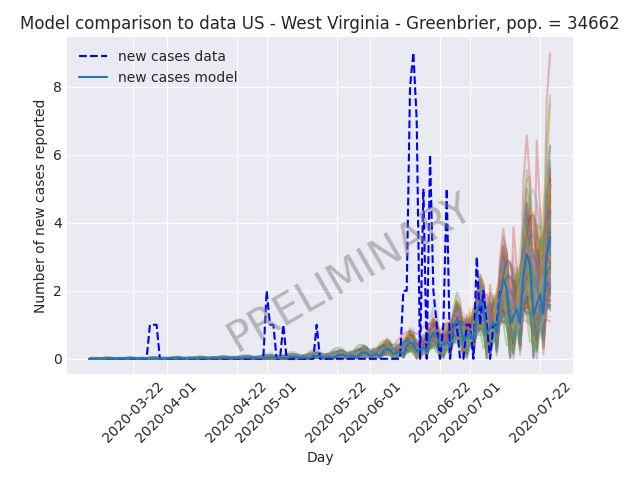 Model comparison to data US - West Virginia - Greenbrier, pop. = 34662
new cases data
new cases model
Number of new cases reported
8
6
4
2
0
PRELIMINARY
2020-03-22
2020-04-01
2020-04-22
2020-05-01
2020-05-22
2020-06-01
2020-06-22
2020-07-01
2020-07-22
Day